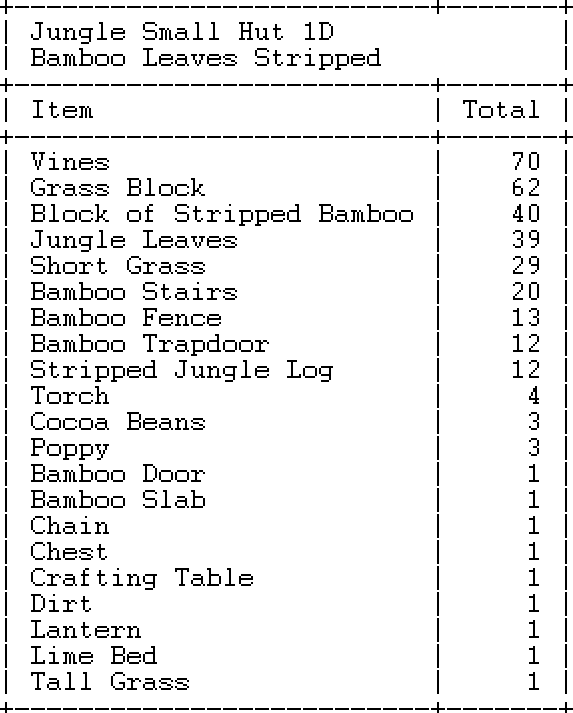 Jungle Small Hut 1D
Bamboo Leaves Stripped
Item Total
Vines 70
Grass Block 62
Block of Stripped Bamboo 40
Jungle Leaves 39
Short Grass 29
Bamboo Stairs 20
Bamboo Fence 13
Bamboo Trapdoor 12
Stripped Jungle Log 12
Torch 4
Cocoa Beans 3
Poppy 3
Bamboo Door 1
Bamboo Slab 1
Chain 1
Chest 1
Crafting Table 1
Dirt 1
Lantern 1
Lime Bed 1
Tall Grass 1